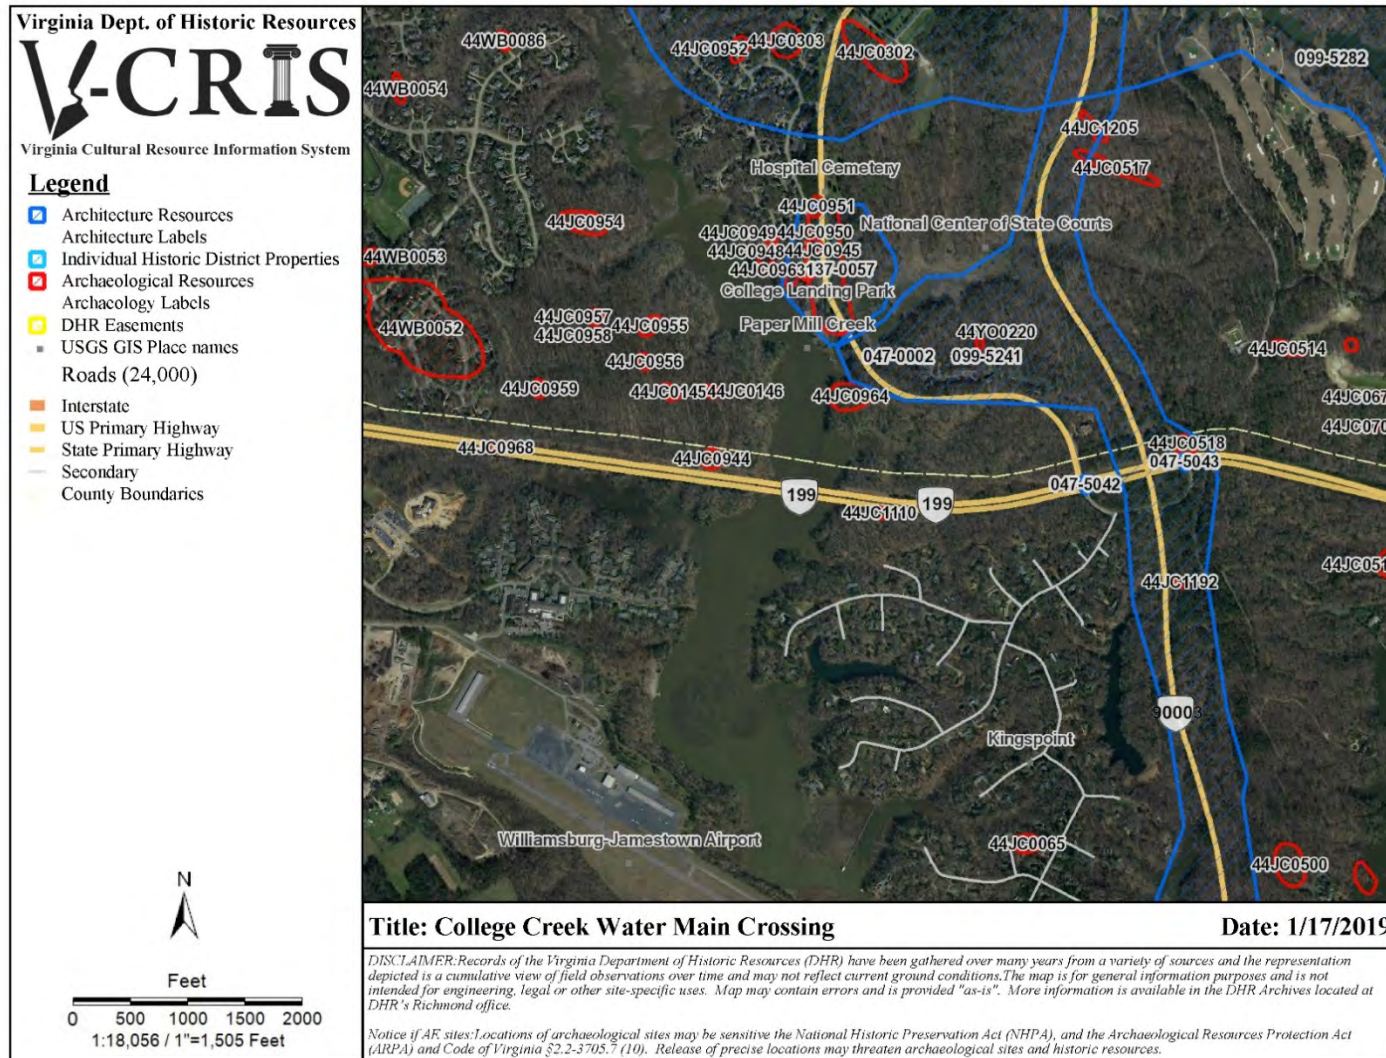 Virginia Dept. of Historic Resources
V-CRIS
Virginia Cultural Resource Information System
Legend
Architecture Resources
Architecture Labels
Individual Historic District Properties
Archaeological Resources
Archaeology Labels
DHR Easements
USGS GIS Place names
Roads (24,000)
Interstate
US Primary Highway
State Primary Highway
Secondary
County Boundaries
N
Feet
0 500 1000 1500 2000
1:18,056 / 1"=1,505 Feet
44WB0086
44JC0952
44JC0303
44JC0302
099-5282
44WB0054
44JC1205
44JC0517
Hospital Cemetery
44JC0951
44JC0954
National Center of State Courts
44JC0949
44JC0950
44JC0948
44JC0945
44WB0053
44JC0963
137-0057
College Landing Park
44JC0957
44JC0955
Paper Mill Creek
44WB0052
44JC0958
44YO0220
44JC0514
047-0002
099-5241
44JC0956
44JC0959
44JC0145
44JC0146
44JC0964
44JC067
44JC070
44JC0968
44JC0944
44JC0518
047-5043
047-5042
199
199
44JC1110
44JC051
44JC1192
90003
Kingspoint
Williamsburg-Jamestown Airport
44JC0065
44JC0500
Title: College Creek Water Main Crossing
Date: 1/17/2019
DISCLAIMER:Records of the Virginia Department of Historic Resources (DHR) have been gathered over many years from a variety of sources and the representation
depicted is a cumulative view of field observations over time and may not reflect current ground conditions.The map is for general information purposes and is not
intended for engineering, legal or other site-specific uses. Map may contain errors and is provided "as-is". More information is available in the DHR Archives located at
DHR's Richmond office.
Notice if AE sites:Locations of archaeological sites may be sensitive the National Historic Preservation Act (NHPA), and the Archaeological Resources Protection Act
(ARPA) and Code of Virginia §2.2-3705.7 (10). Release of precise locations may threaten archaeological sites and historic resources.